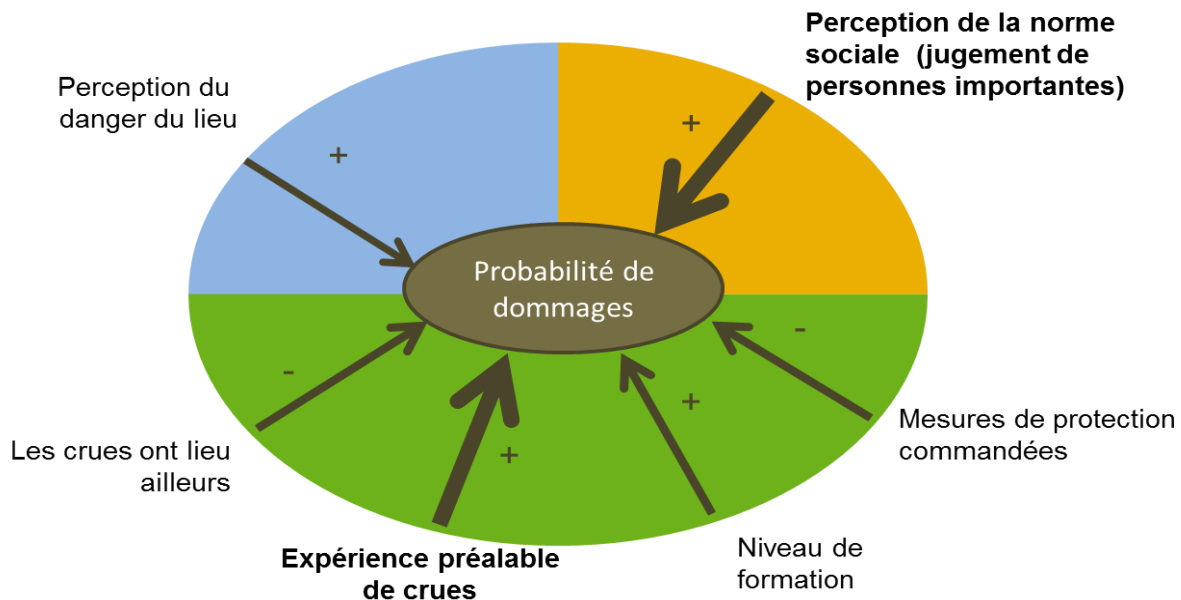 Perception de la norme
sociale (jugement de
personnes importantes)
Perception du
danger du lieu
+
+
Probabilité de
dommages
-
-
+
+
Mesures de protection
commandées
Les crues ont lieu
ailleurs
Niveau de
formation
Expérience préalable
de crues